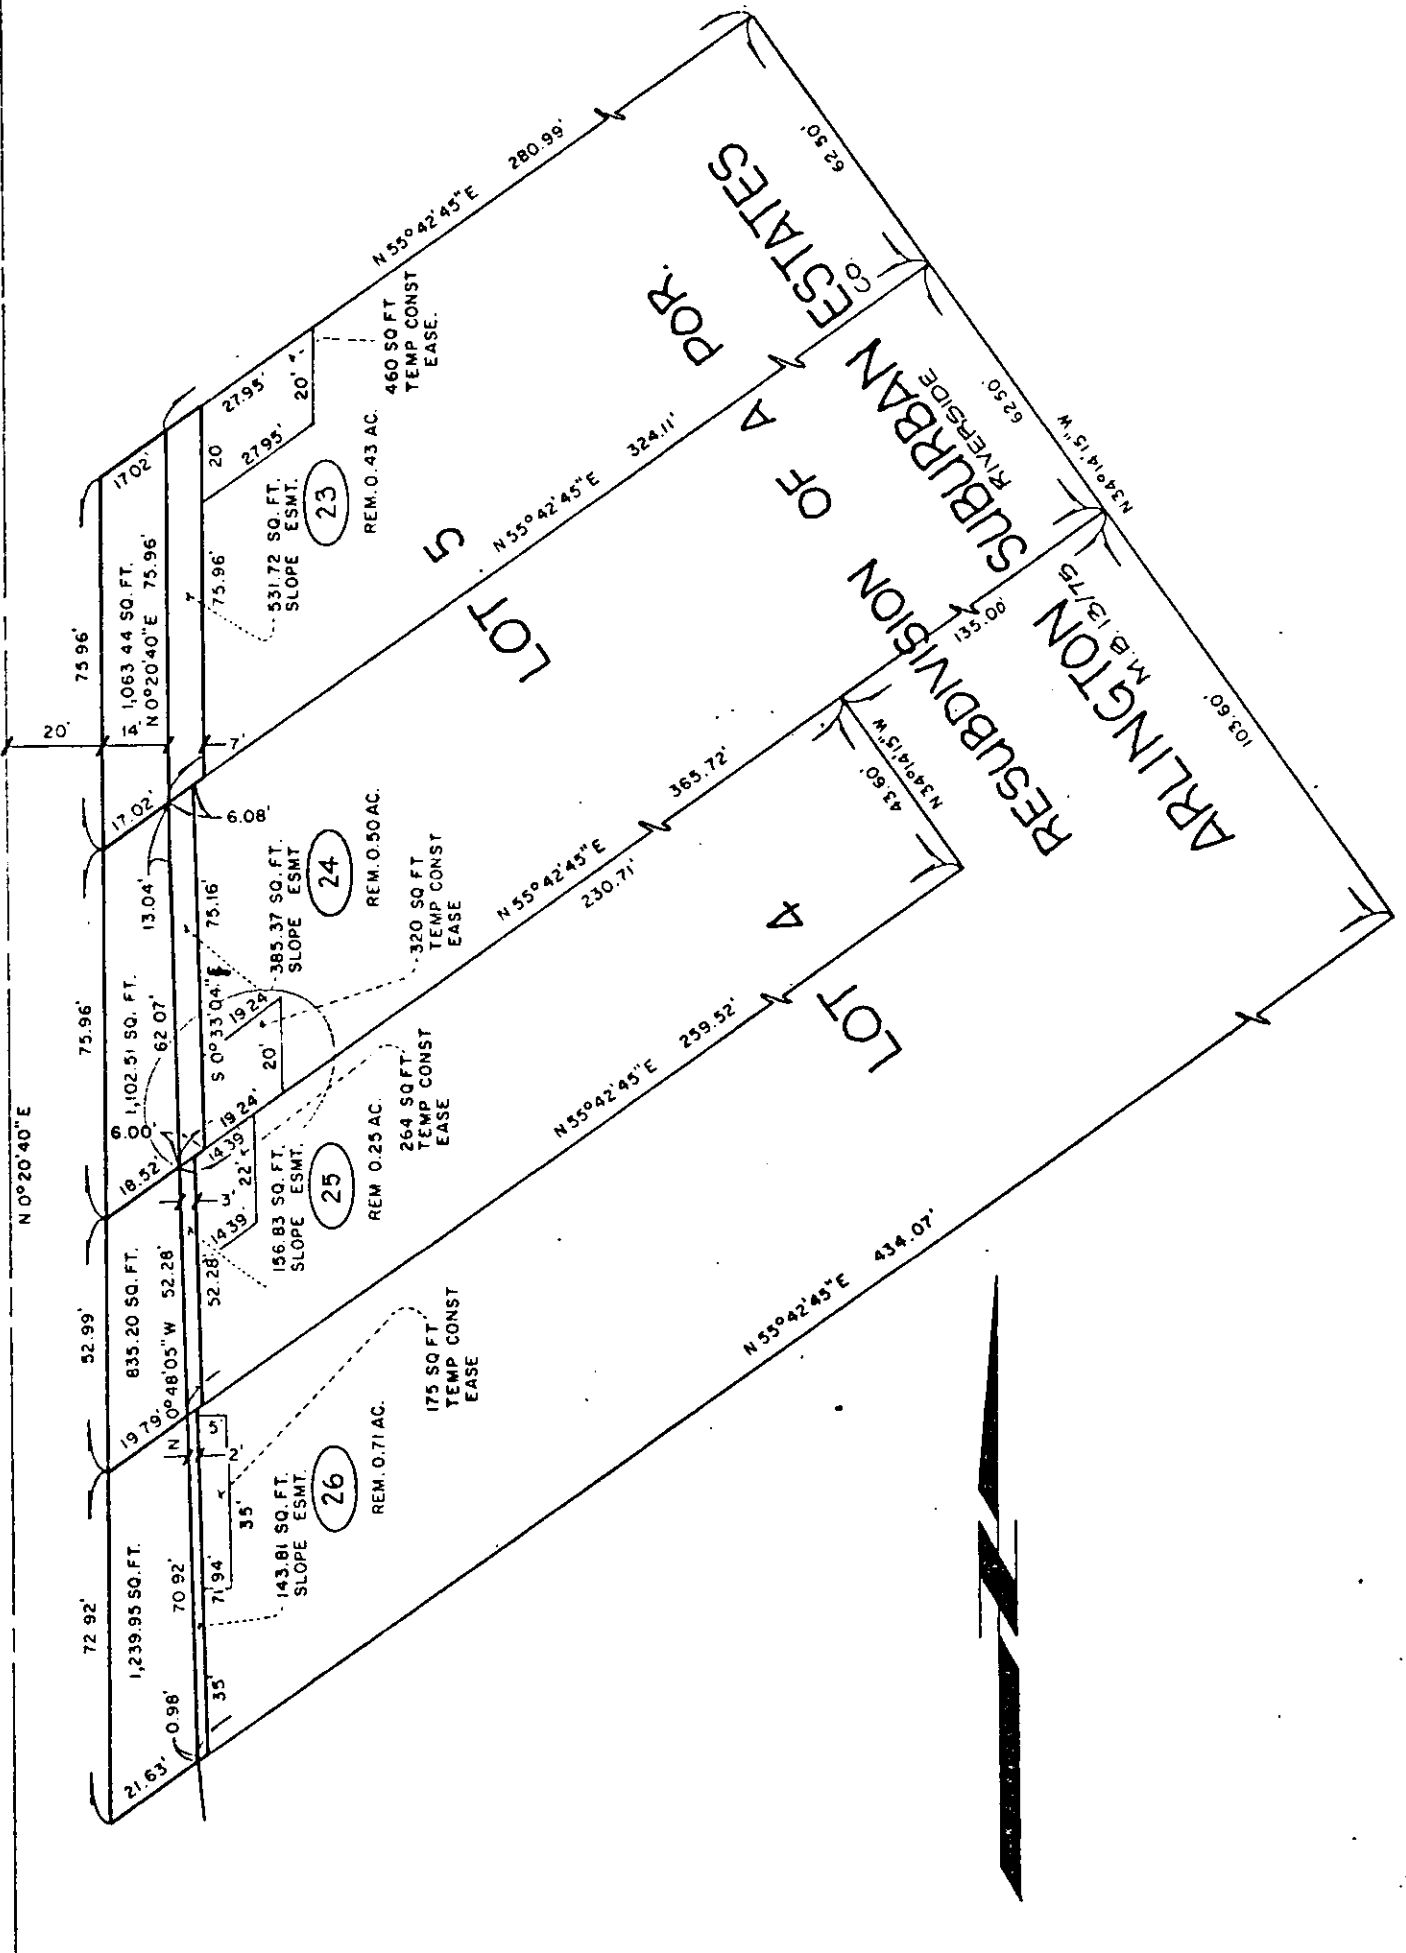 N 0°20'40" E
20'
75.96'
17.02'
14'
1,063.44 SQ. FT.
N 0°20'40" E 75.96'
7'
75.96'
20
27.95'
27.95'
20'
531.72 SQ. FT.
SLOPE ESMT.
23
REM. 0.43 AC.
460 SQ FT
TEMP CONST
EASE.
N 55°42'45" E 280.99'
62.50'
75.96'
17.02'
13.04'
6.08'
1,102.51 SQ. FT.
62.07'
75.16'
S 0°33'04" E
19.24'
20'
19.24'
385.37 SQ. FT.
SLOPE ESMT
24
REM. 0.50 AC.
320 SQ FT
TEMP CONST
EASE
N 55°42'45" E 324.11'
62.50'
N 34°14'15" W
52.99'
18.52'
6.00'
835.20 SQ. FT.
N 0°48'05" W 52.28'
52.28'
3'
14.39'
22'
14.39'
156.83 SQ. FT.
SLOPE ESMT.
25
REM 0.25 AC.
264 SQ FT
TEMP CONST
EASE
N 55°42'45" E 365.72'
230.71'
135.00'
43.60'
N 34°14'15" W
72.92'
19.79'
21.63'
0.98'
1,239.95 SQ. FT.
70.92'
71.94'
2'
5'
35'
35'
143.81 SQ. FT.
SLOPE ESMT.
26
REM. 0.71 AC.
175 SQ FT
TEMP CONST
EASE
N 55°42'45" E 259.52'
N 55°42'45" E 434.07'
103.60'
LOT 5
LOT 4
RESUBDIVISION OF A POR.
ARLINGTON SUBURBAN ESTATES
M.B. 13/75 RIVERSIDE CO.